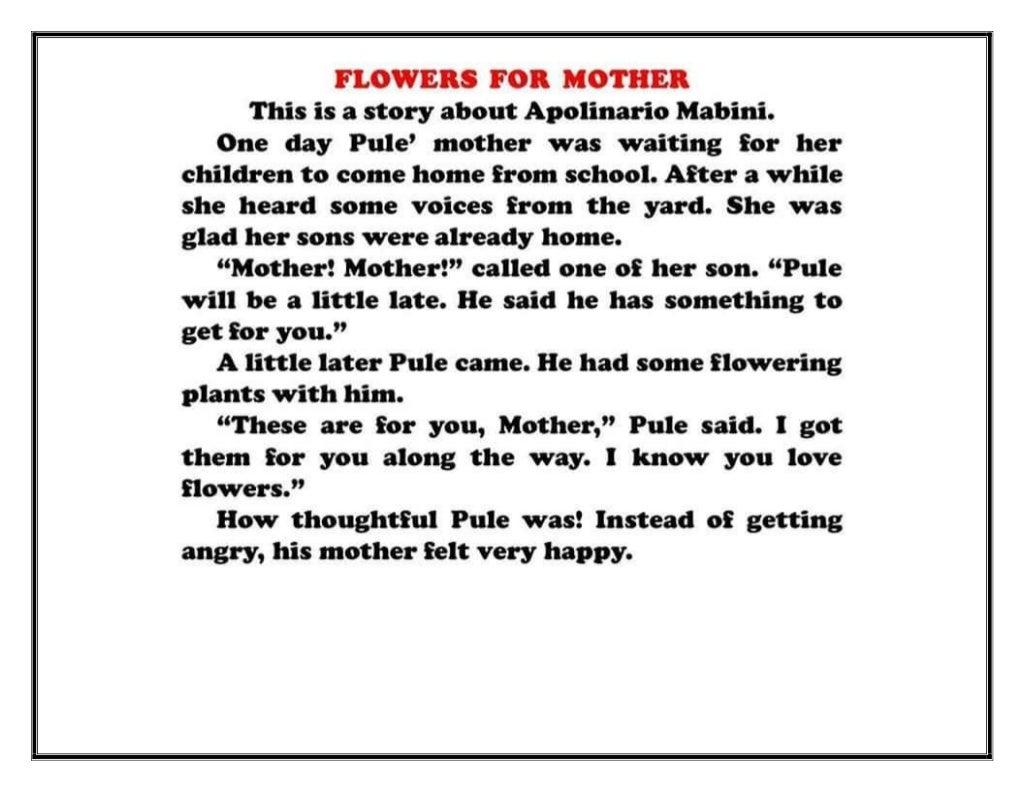 FLOWERS FOR MOTHER
This is a story about Apolinario Mabini.
One day Pule’ mother was waiting for her
children to come home from school. After a while
she heard some voices from the yard. She was
glad her sons were already home.
“Mother! Mother!” called one of her son. “Pule
will be a little late. He said he has something to
get for you.”
A little later Pule came. He had some flowering
plants with him.
“These are for you, Mother,” Pule said. I got
them for you along the way. I know you love
flowers.”
How thoughtful Pule was! Instead of getting
angry, his mother felt very happy.